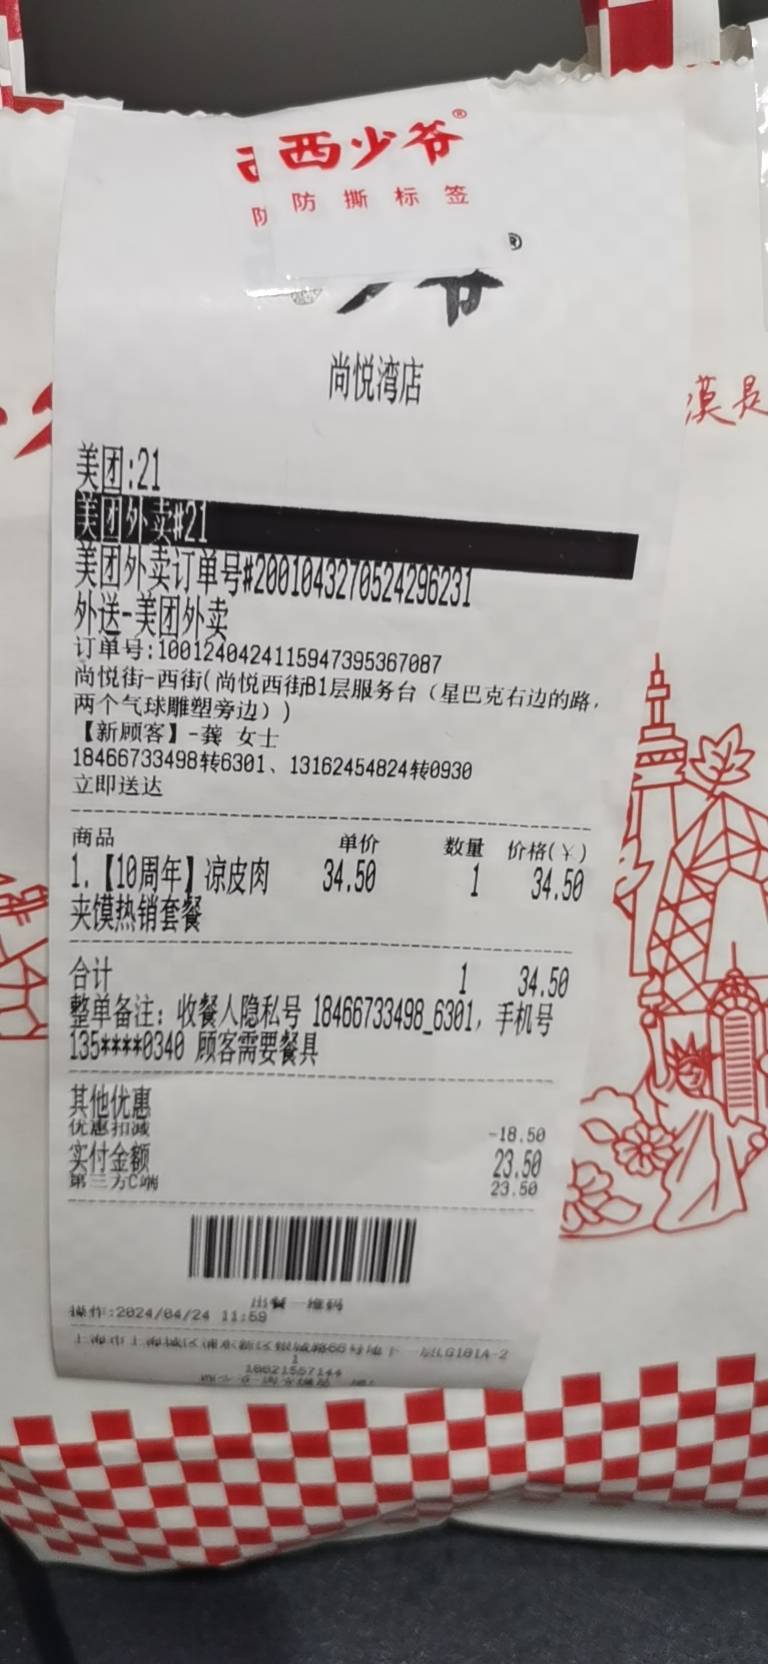 西少爷®
防撕标签
尚悦湾店
美团:21
美团外卖#21
美团外卖订单号#2001043270524296231
外送-美团外卖
订单号:1001240424115947395367087
尚悦街-西街(尚悦西街B1层服务台（星巴克右边的路,
两个气球雕塑旁边）)
【新顾客】-龚 女士
18466733498转6301、13162454824转0930
立即送达
商品 单价 数量 价格(¥)
1.【10周年】凉皮肉 34.50 1 34.50
夹馍热销套餐
合计 1 34.50
整单备注: 收餐人隐私号 18466733498_6301, 手机号
135****0340 顾客需要餐具
其他优惠
优惠扣减 -18.50
实付金额 23.50
第三方C端 23.50
出餐一维码
操作:2024/04/24 11:59
LG101A-2
1
18621557144
漠是